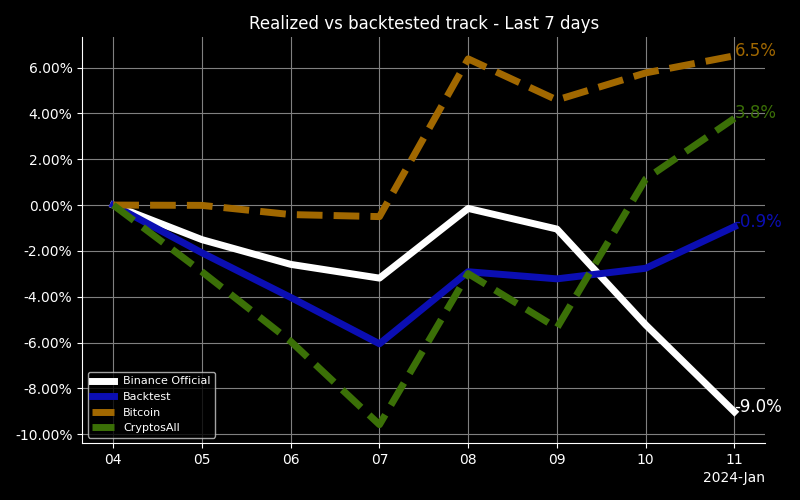 Realized vs backtested track - Last 7 days
6.00%
4.00%
2.00%
0.00%
-2.00%
-4.00%
-6.00%
-8.00%
-10.00%
6.5%
3.8%
-0.9%
-9.0%
Binance Official
Backtest
Bitcoin
CryptosAll
04 05 06 07 08 09 10 11
2024-Jan